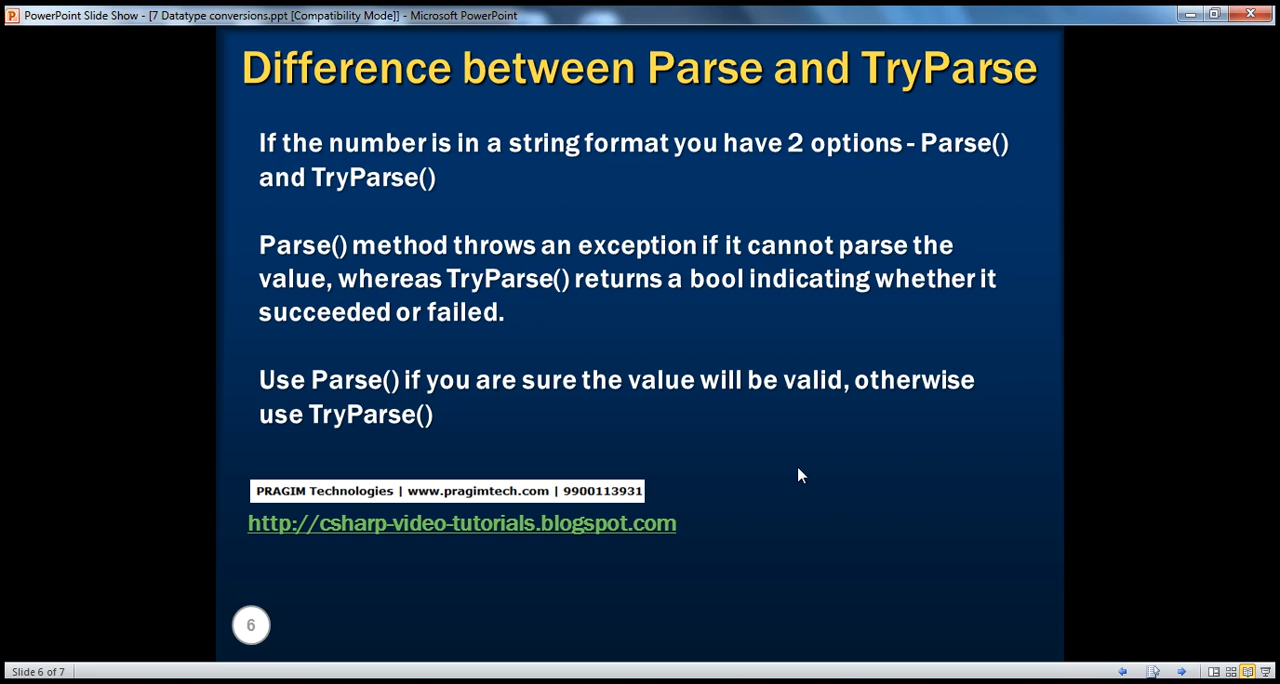 PowerPoint Slide Show - [7 Datatype conversions.ppt [Compatibility Mode]] - Microsoft PowerPoint
Difference between Parse and TryParse
If the number is in a string format you have 2 options - Parse()
and TryParse()
Parse() method throws an exception if it cannot parse the
value, whereas TryParse() returns a bool indicating whether it
succeeded or failed.
Use Parse() if you are sure the value will be valid, otherwise
use TryParse()
PRAGIM Technologies | www.pragimtech.com | 9900113931
http://csharp-video-tutorials.blogspot.com
6
Slide 6 of 7